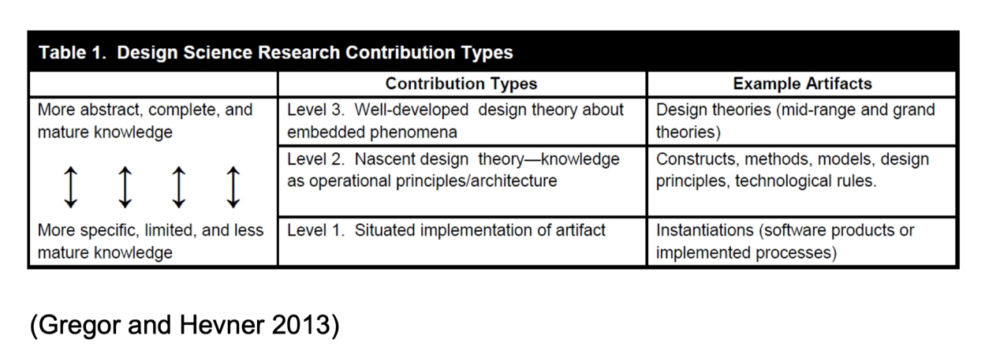 Table 1. Design Science Research Contribution Types
Contribution Types
Example Artifacts
More abstract, complete, and
mature knowledge
Level 3. Well-developed design theory about
embedded phenomena
Design theories (mid-range and grand
theories)
Level 2. Nascent design theory—knowledge
as operational principles/architecture
Constructs, methods, models, design
principles, technological rules.
More specific, limited, and less
mature knowledge
Level 1. Situated implementation of artifact
Instantiations (software products or
implemented processes)
(Gregor and Hevner 2013)